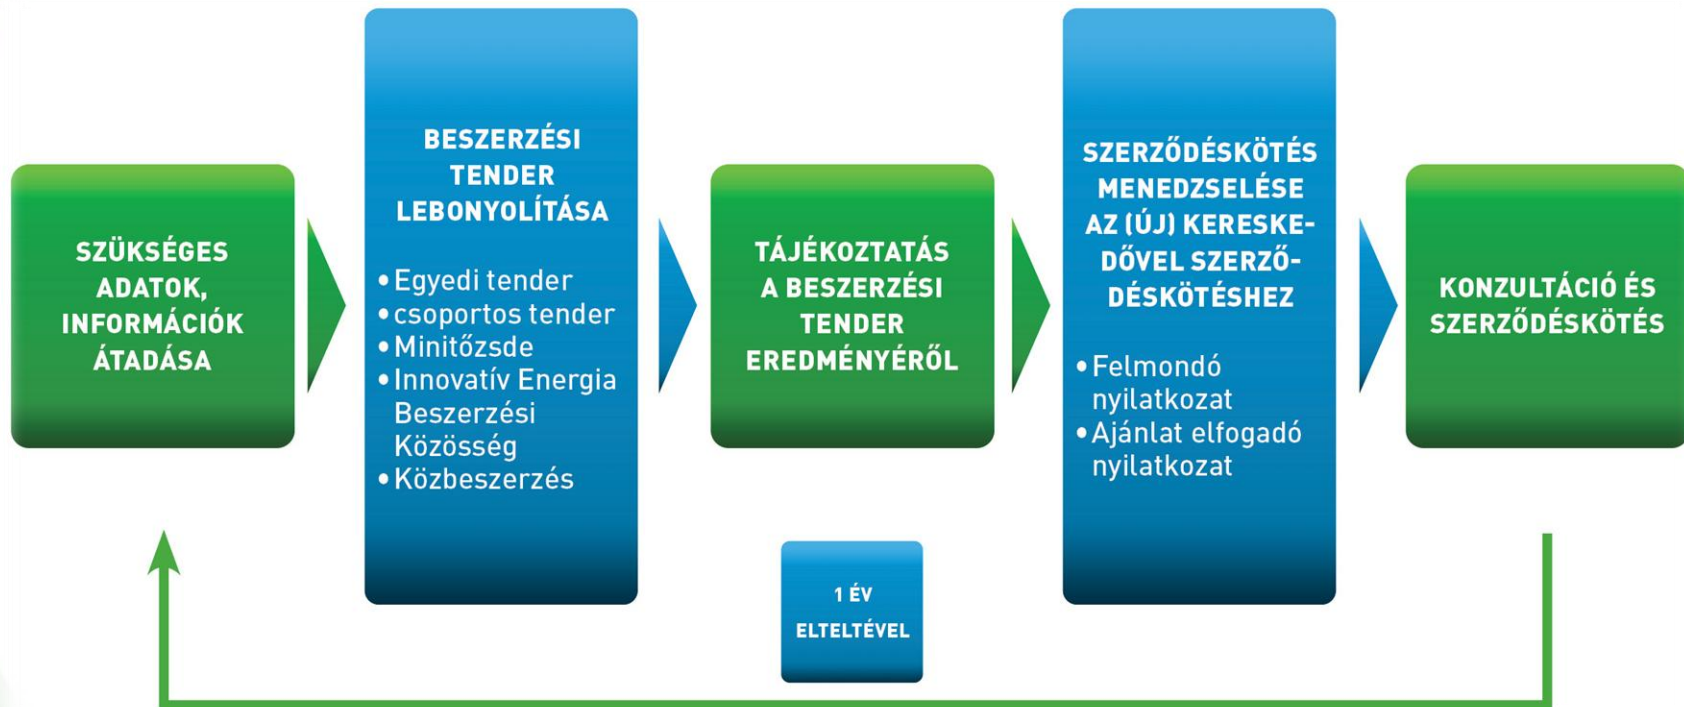 SZÜKSÉGES
ADATOK,
INFORMÁCIÓK
ÁTADÁSA
BESZERZÉSI
TENDER
LEBONYOLÍTÁSA
• Egyedi tender
• csoportos tender
• Minitőzsde
• Innovatív Energia
Beszerzési
Közösség
• Közbeszerzés
TÁJÉKOZTATÁS
A BESZERZÉSI
TENDER
EREDMÉNYÉRŐL
SZERZŐDÉSKÖTÉS
MENEDZSELÉSE
AZ (ÚJ) KERESKE-
DŐVEL SZERZŐ-
DÉSKÖTÉSHEZ
• Felmondó
nyilatkozat
• Ajánlat elfogadó
nyilatkozat
KONZULTÁCIÓ ÉS
SZERZŐDÉSKÖTÉS
1 ÉV
ELTELTÉVEL